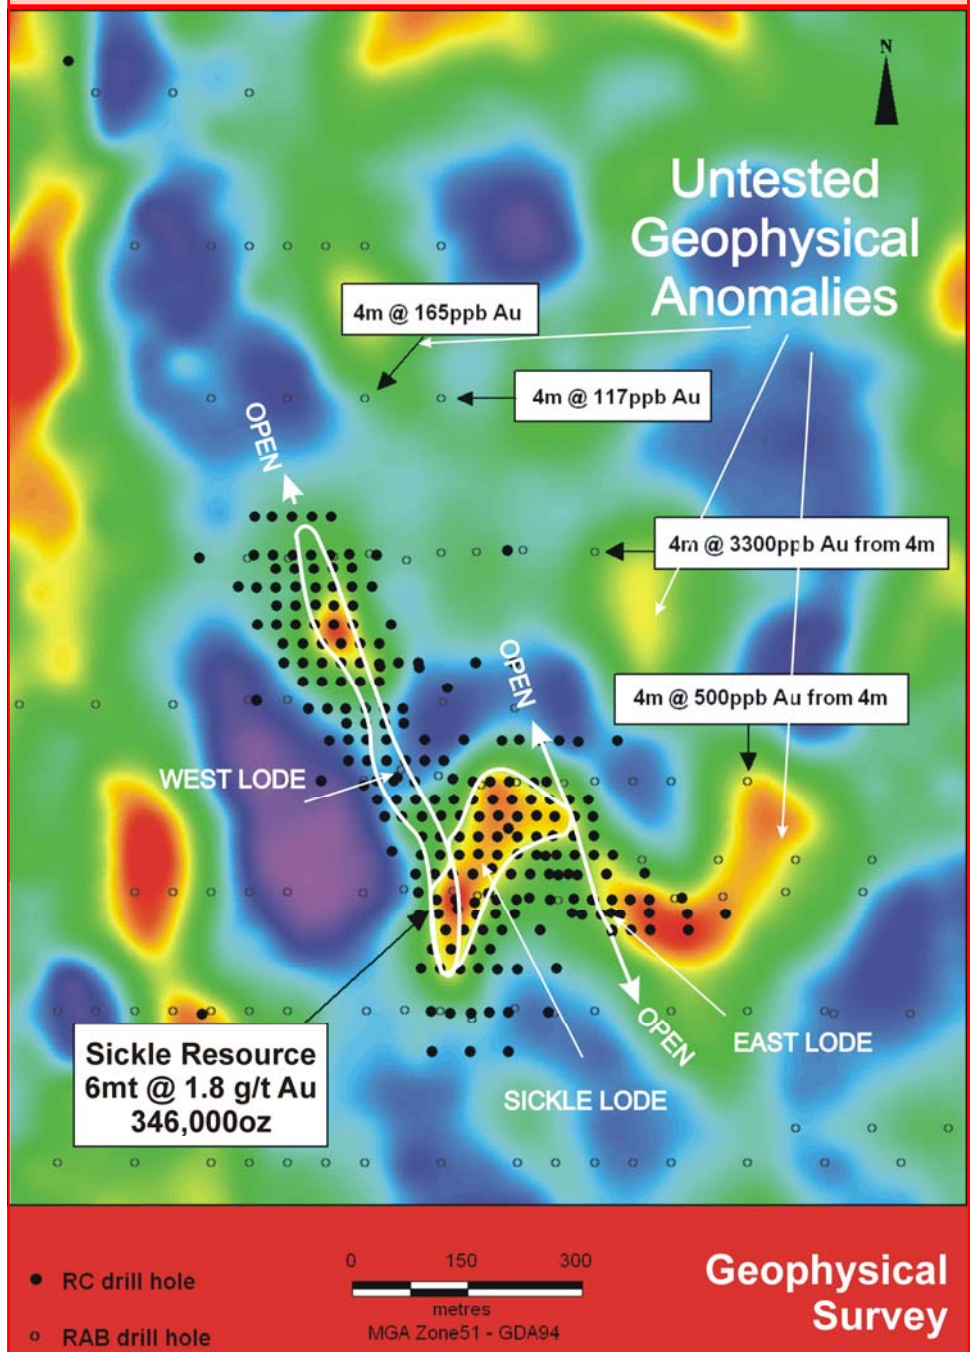 N
Untested
Geophysical
Anomalies
4m @ 165ppb Au
4m @ 117ppb Au
OPEN
4m @ 3300ppb Au from 4m
OPEN
4m @ 500ppb Au from 4m
WEST LODE
OPEN
EAST LODE
SICKLE LODE
Sickle Resource
6mt @ 1.8 g/t Au
346,000oz
RC drill hole
RAB drill hole
0 150 300
metres
MGA Zone51 - GDA94
Geophysical
Survey